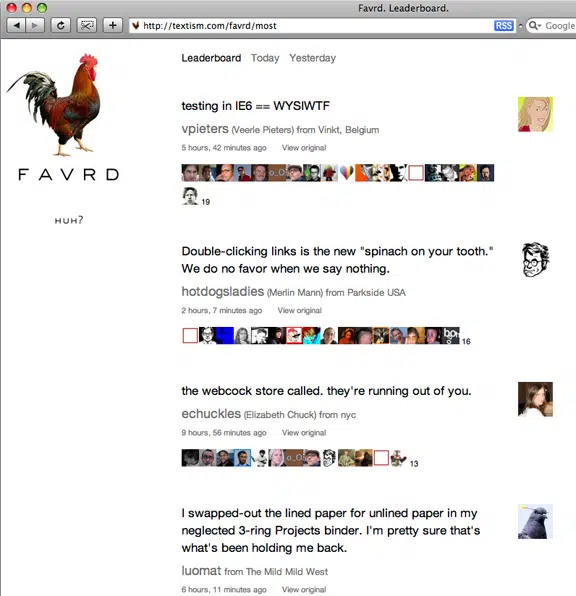 Favrd. Leaderboard.
http://textism.com/favrd/most
RSS
Google
Leaderboard Today Yesterday
FAVRD
HUH?
testing in IE6 == WYSIWTF
vpieters (Veerle Pieters) from Vinkt, Belgium
5 hours, 42 minutes ago View original
19
Double-clicking links is the new "spinach on your tooth."
We do no favor when we say nothing.
hotdogsladies (Merlin Mann) from Parkside USA
2 hours, 7 minutes ago View original
16
the webcock store called. they're running out of you.
echuckles (Elizabeth Chuck) from nyc
9 hours, 56 minutes ago View original
13
I swapped-out the lined paper for unlined paper in my
neglected 3-ring Projects binder. I'm pretty sure that's
what's been holding me back.
luomat from The Mild Mild West
6 hours, 11 minutes ago View original